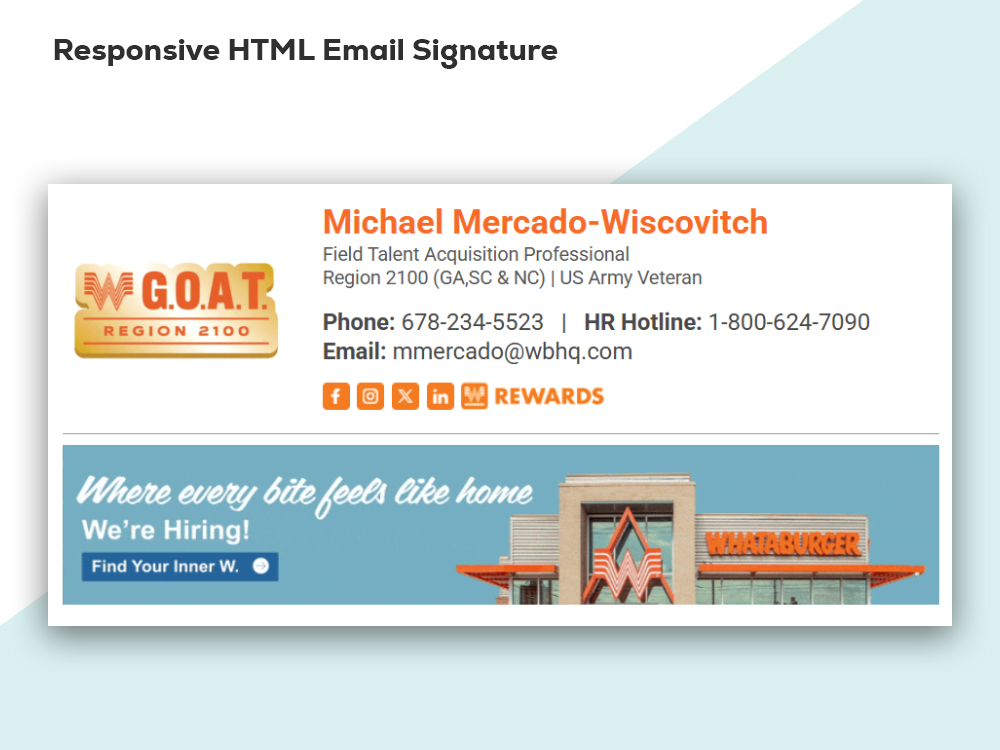 Responsive HTML Email Signature
W G.O.A.T.
REGION 2100
Michael Mercado-Wiscovitch
Field Talent Acquisition Professional
Region 2100 (GA,SC & NC) | US Army Veteran
Phone: 678-234-5523 | HR Hotline: 1-800-624-7090
Email: mmercado@wbhq.com
f X in W REWARDS
Where every bite feels like home
We're Hiring!
Find Your Inner W.
WHATABURGER
W